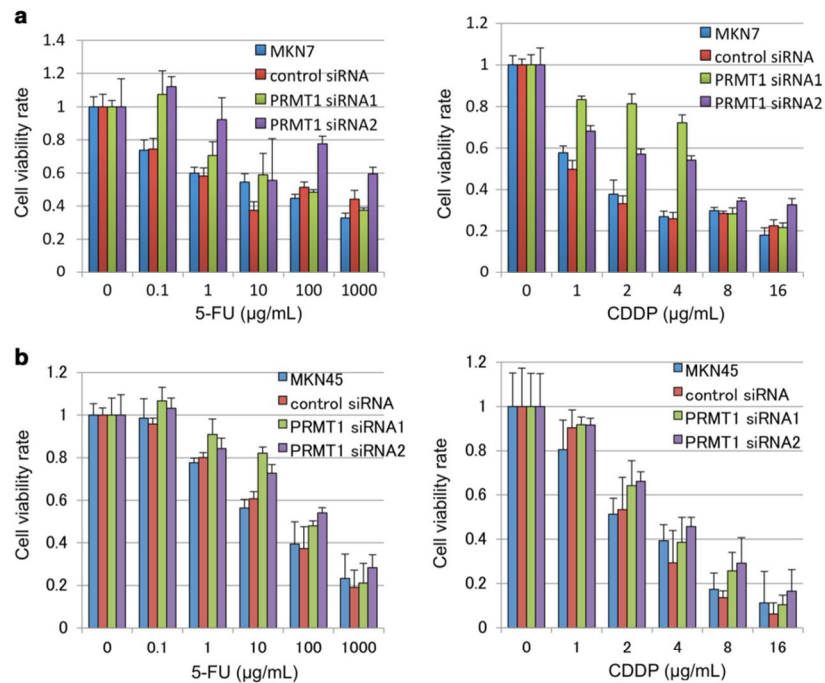 a
1.4
1.2
1
0.8
0.6
0.4
0.2
0
Cell viability rate
MKN7
control siRNA
PRMT1 siRNA1
PRMT1 siRNA2
0 0.1 1 10 100 1000
5-FU (µg/mL)
1.2
1
0.8
0.6
0.4
0.2
0
Cell viability rate
MKN7
control siRNA
PRMT1 siRNA1
PRMT1 siRNA2
0 1 2 4 8 16
CDDP (µg/mL)
b
1.2
1
0.8
0.6
0.4
0.2
0
Cell viability rate
MKN45
control siRNA
PRMT1 siRNA1
PRMT1 siRNA2
0 0.1 1 10 100 1000
5-FU (µg/mL)
1.2
1
0.8
0.6
0.4
0.2
0
Cell viability rate
MKN45
control siRNA
PRMT1 siRNA1
PRMT1 siRNA2
0 1 2 4 8 16
CDDP (µg/mL)